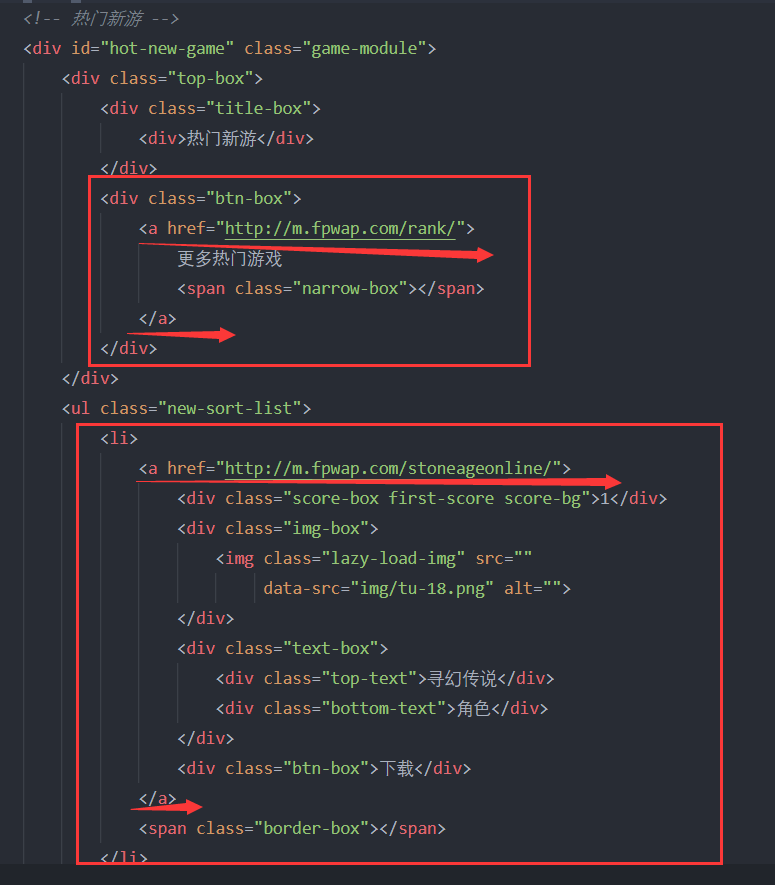 <!-- 热门新游 -->
<div id="hot-new-game" class="game-module">
<div class="top-box">
<div class="title-box">
<div>热门新游</div>
</div>
<div class="btn-box">
<a href="http://m.fpwap.com/rank/">
更多热门游戏
<span class="narrow-box"></span>
</a>
</div>
</div>
<ul class="new-sort-list">
<li>
<a href="http://m.fpwap.com/stoneageonline/">
<div class="score-box first-score score-bg">1</div>
<div class="img-box">
<img class="lazy-load-img" src=""
data-src="img/tu-18.png" alt="">
</div>
<div class="text-box">
<div class="top-text">寻幻传说</div>
<div class="bottom-text">角色</div>
</div>
<div class="btn-box">下载</div>
</a>
<span class="border-box"></span>
</li>